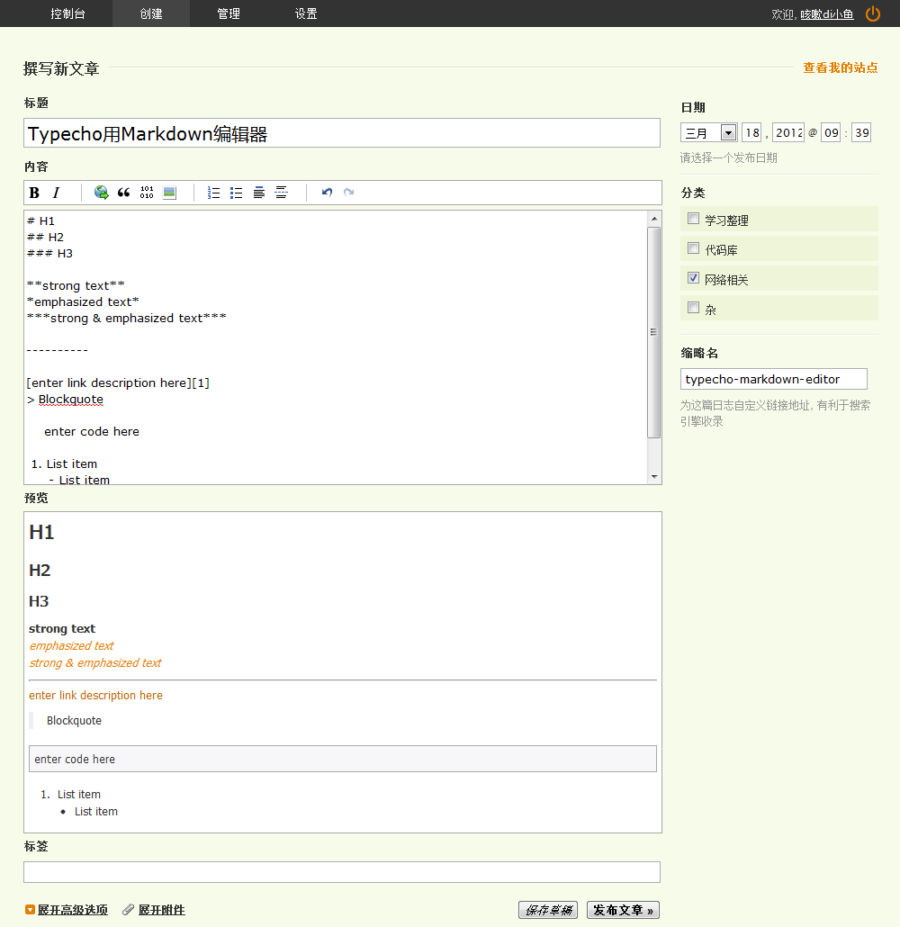 控制台 创建 管理 设置 欢迎, 咳嗽di小鱼
撰写新文章 查看我的站点
标题
Typecho用Markdown编辑器
内容
B I
# H1
## H2
### H3
**strong text**
*emphasized text*
***strong & emphasized text***
----------
[enter link description here][1]
> Blockquote
enter code here
1. List item
- List item
预览
H1
H2
H3
strong text
emphasized text
strong & emphasized text
enter link description here
Blockquote
enter code here
1. List item
• List item
标签
展开高级选项 展开附件 保存草稿 发布文章 »
日期
三月 18 , 2012 @ 09 : 39
请选择一个发布日期
分类
学习整理
代码库
网络相关
杂
缩略名
typecho-markdown-editor
为这篇日志自定义链接地址, 有利于搜索
引擎收录